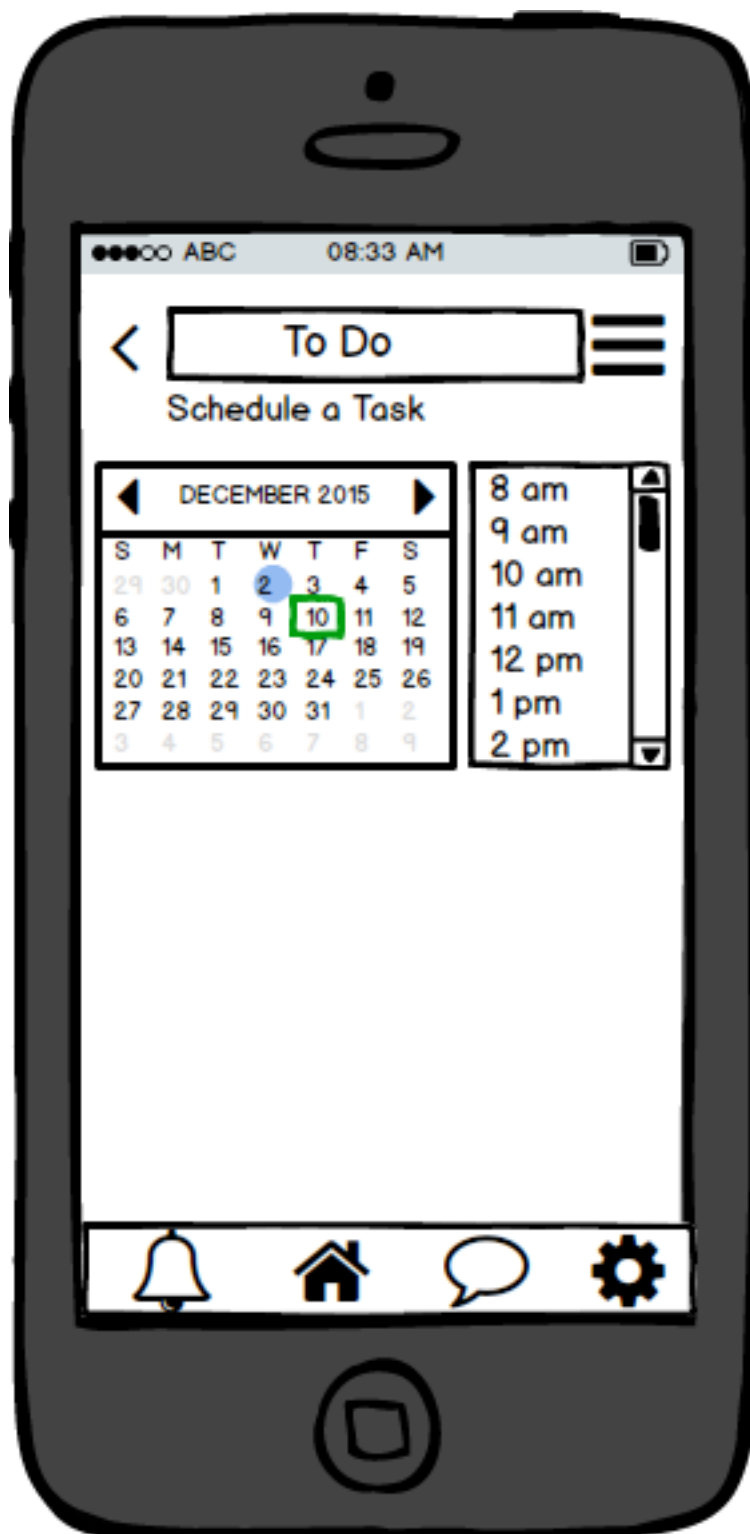 ABC 08:33 AM
To Do
Schedule a Task
DECEMBER 2015
S M T W T F S
29 30 1 2 3 4 5
6 7 8 9 10 11 12
13 14 15 16 17 18 19
20 21 22 23 24 25 26
27 28 29 30 31 1 2
3 4 5 6 7 8 9
8 am
9 am
10 am
11 am
12 pm
1 pm
2 pm